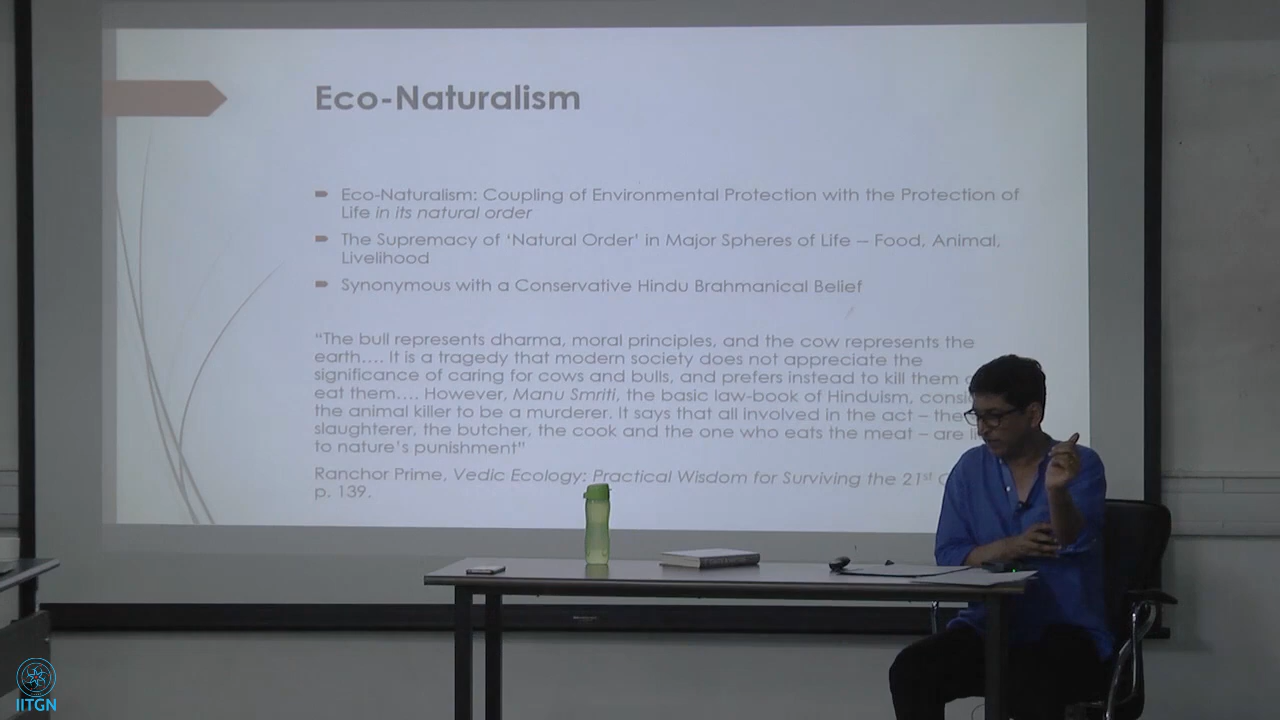 Eco-Naturalism
Eco-Naturalism: Coupling of Environmental Protection with the Protection of
Life in its natural order
The Supremacy of ‘Natural Order’ in Major Spheres of Life – Food, Animal,
Livelihood
Synonymous with a Conservative Hindu Brahmanical Belief
“The bull represents dharma, moral principles, and the cow represents the
earth…. It is a tragedy that modern society does not appreciate the
significance of caring for cows and bulls, and prefers instead to kill them
eat them…. However, Manu Smriti, the basic law-book of Hinduism,
the animal killer to be a murderer. It says that all involved in the act – the
slaughterer, the butcher, the cook and the one who eats the meat – are
to nature’s punishment”
Ranchor Prime, Vedic Ecology: Practical Wisdom for Surviving the 21st
p. 139.
IITGN